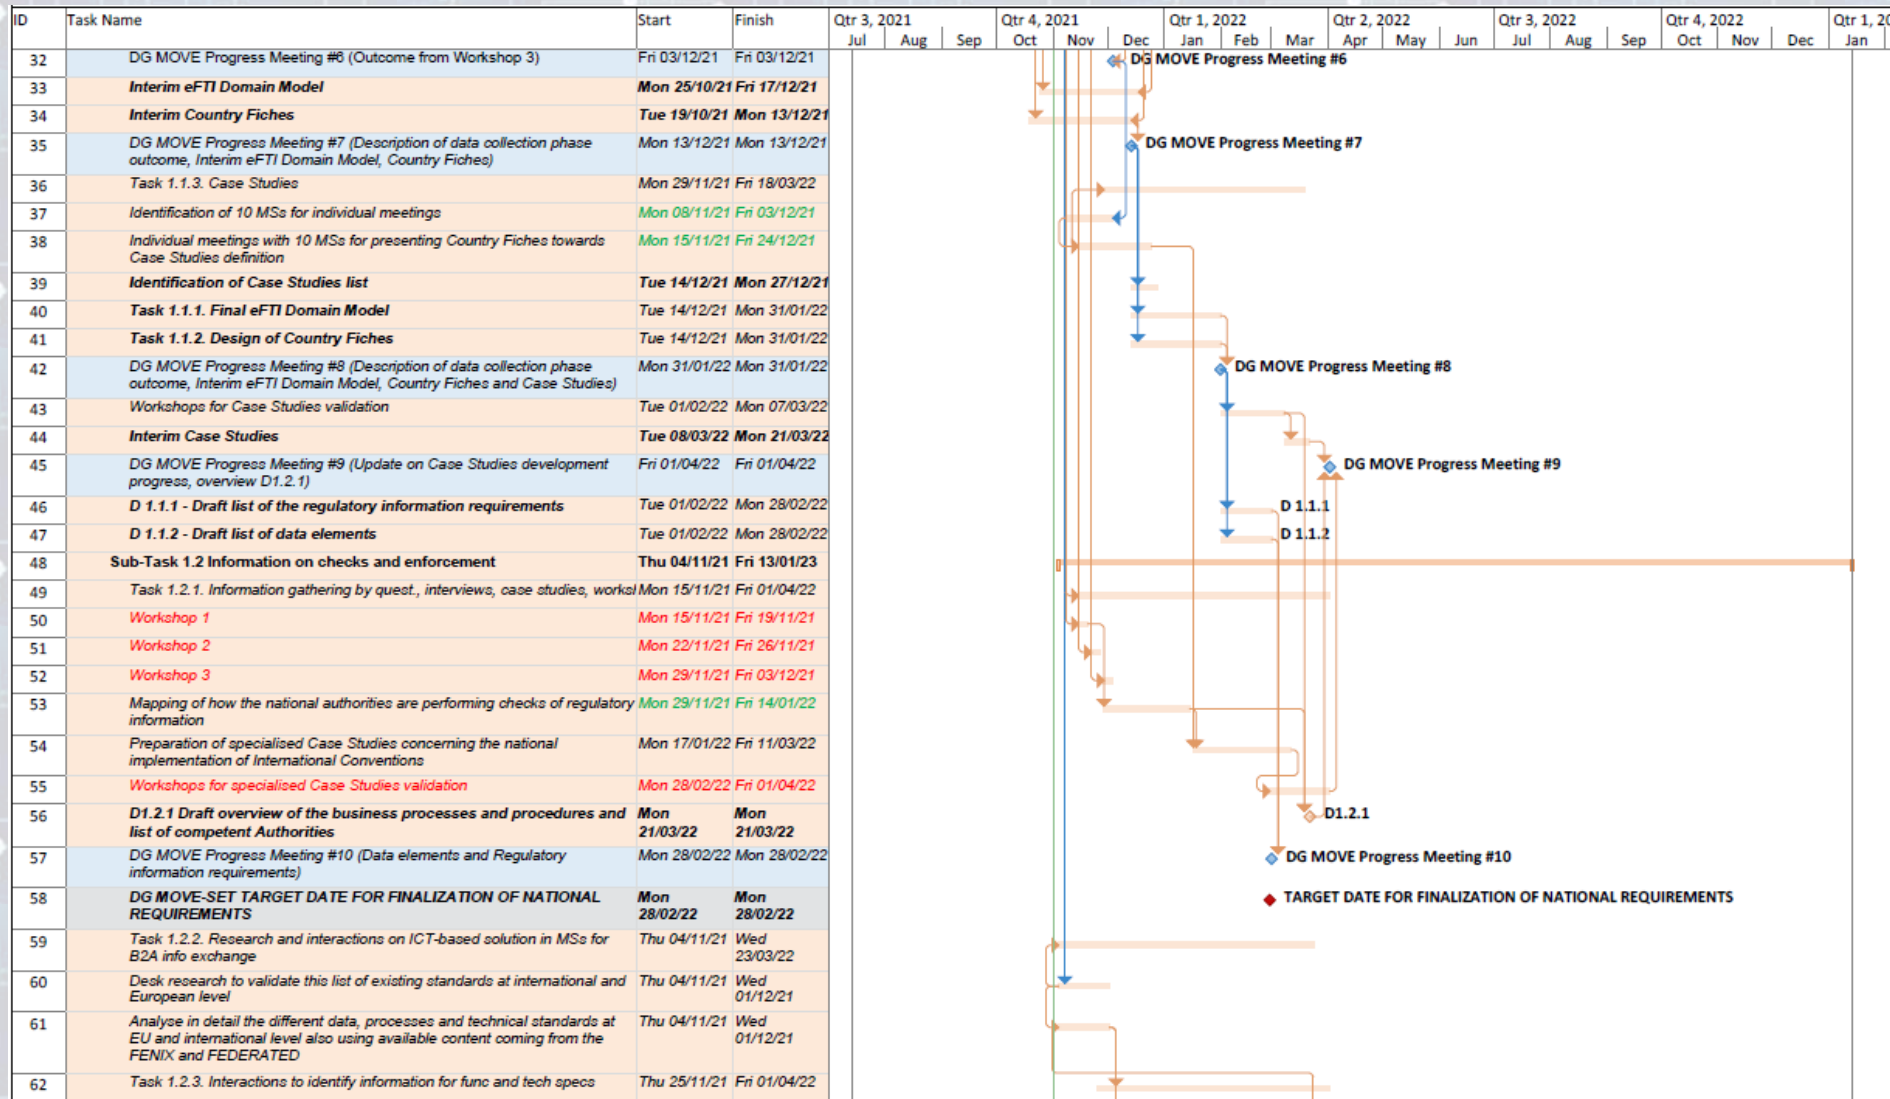 ID Task Name Start Finish Qtr 3, 2021 Qtr 4, 2021 Qtr 1, 2022 Qtr 2, 2022 Qtr 3, 2022 Qtr 4, 2022 Qtr 1, 20
Jul Aug Sep Oct Nov Dec Jan Feb Mar Apr May Jun Jul Aug Sep Oct Nov Dec Jan
32 DG MOVE Progress Meeting #6 (Outcome from Workshop 3) Fri 03/12/21 Fri 03/12/21 DG MOVE Progress Meeting #6
33 Interim eFTI Domain Model Mon 25/10/21 Fri 17/12/21
34 Interim Country Fiches Tue 19/10/21 Mon 13/12/21
35 DG MOVE Progress Meeting #7 (Description of data collection phase Mon 13/12/21 Mon 13/12/21 DG MOVE Progress Meeting #7
outcome, Interim eFTI Domain Model, Country Fiches)
36 Task 1.1.3. Case Studies Mon 29/11/21 Fri 18/03/22
37 Identification of 10 MSs for individual meetings Mon 08/11/21 Fri 03/12/21
38 Individual meetings with 10 MSs for presenting Country Fiches towards Mon 15/11/21 Fri 24/12/21
Case Studies definition
39 Identification of Case Studies list Tue 14/12/21 Mon 27/12/21
40 Task 1.1.1. Final eFTI Domain Model Tue 14/12/21 Mon 31/01/22
41 Task 1.1.2. Design of Country Fiches Tue 14/12/21 Mon 31/01/22
42 DG MOVE Progress Meeting #8 (Description of data collection phase Mon 31/01/22 Mon 31/01/22 DG MOVE Progress Meeting #8
outcome, Interim eFTI Domain Model, Country Fiches and Case Studies)
43 Workshops for Case Studies validation Tue 01/02/22 Mon 07/03/22
44 Interim Case Studies Tue 08/03/22 Mon 21/03/22
45 DG MOVE Progress Meeting #9 (Update on Case Studies development Fri 01/04/22 Fri 01/04/22 DG MOVE Progress Meeting #9
progress, overview D1.2.1)
46 D 1.1.1 - Draft list of the regulatory information requirements Tue 01/02/22 Mon 28/02/22 D 1.1.1
47 D 1.1.2 - Draft list of data elements Tue 01/02/22 Mon 28/02/22 D 1.1.2
48 Sub-Task 1.2 Information on checks and enforcement Thu 04/11/21 Fri 13/01/23
49 Task 1.2.1. Information gathering by quest., interviews, case studies, works Mon 15/11/21 Fri 01/04/22
50 Workshop 1 Mon 15/11/21 Fri 19/11/21
51 Workshop 2 Mon 22/11/21 Fri 26/11/21
52 Workshop 3 Mon 29/11/21 Fri 03/12/21
53 Mapping of how the national authorities are performing checks of regulatory Mon 29/11/21 Fri 14/01/22
information
54 Preparation of specialised Case Studies concerning the national Mon 17/01/22 Fri 11/03/22
implementation of International Conventions
55 Workshops for specialised Case Studies validation Mon 28/02/22 Fri 01/04/22
56 D1.2.1 Draft overview of the business processes and procedures and Mon Mon D1.2.1
list of competent Authorities 21/03/22 21/03/22
57 DG MOVE Progress Meeting #10 (Data elements and Regulatory Mon 28/02/22 Mon 28/02/22 DG MOVE Progress Meeting #10
information requirements)
58 DG MOVE-SET TARGET DATE FOR FINALIZATION OF NATIONAL Mon Mon TARGET DATE FOR FINALIZATION OF NATIONAL REQUIREMENTS
REQUIREMENTS 28/02/22 28/02/22
59 Task 1.2.2. Research and interactions on ICT-based solution in MSs for Thu 04/11/21 Wed
B2A info exchange 23/03/22
60 Desk research to validate this list of existing standards at international and Thu 04/11/21 Wed
European level 01/12/21
61 Analyse in detail the different data, processes and technical standards at Thu 04/11/21 Wed
EU and international level also using available content coming from the 01/12/21
FENIX and FEDERATED
62 Task 1.2.3. Interactions to identify information for func and tech specs Thu 25/11/21 Fri 01/04/22